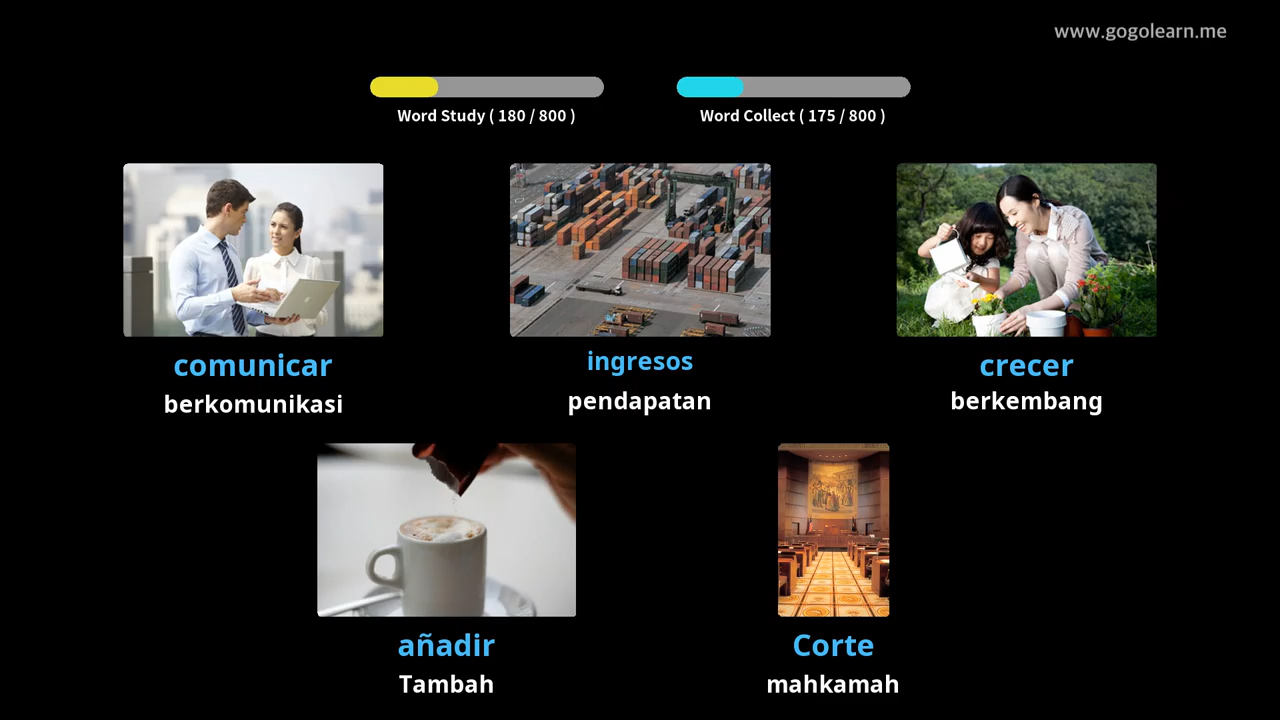 www.gogolearn.me
Word Study ( 180 / 800 )
Word Collect ( 175 / 800 )
comunicar
berkomunikasi
ingresos
pendapatan
crecer
berkembang
añadir
Tambah
Corte
mahkamah